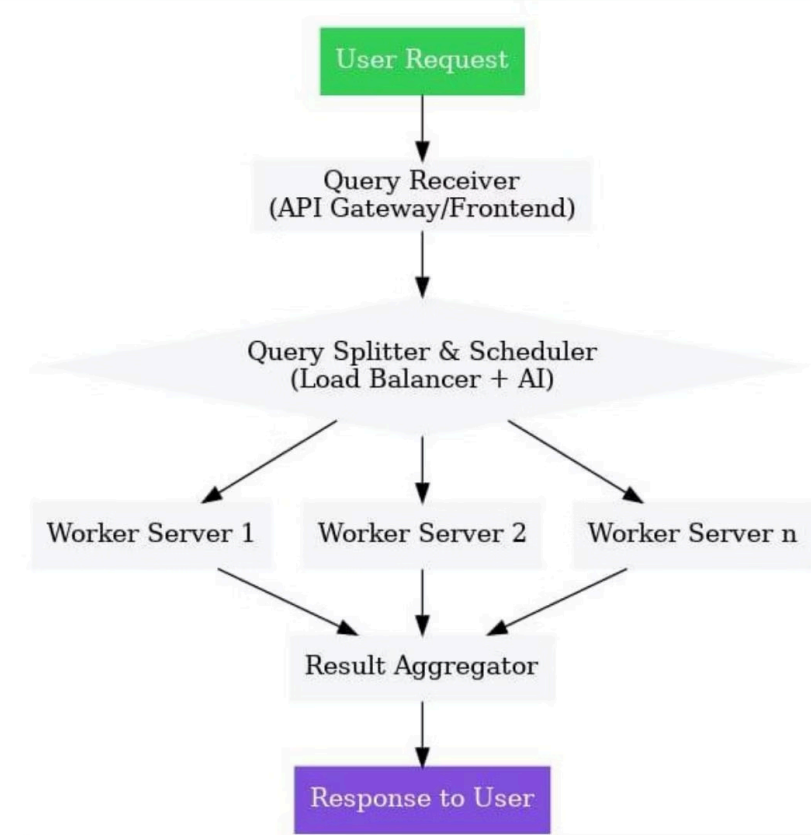 User Request
Query Receiver
(API Gateway/Frontend)
Query Splitter & Scheduler
(Load Balancer + AI)
Worker Server 1
Worker Server 2
Worker Server n
Result Aggregator
Response to User